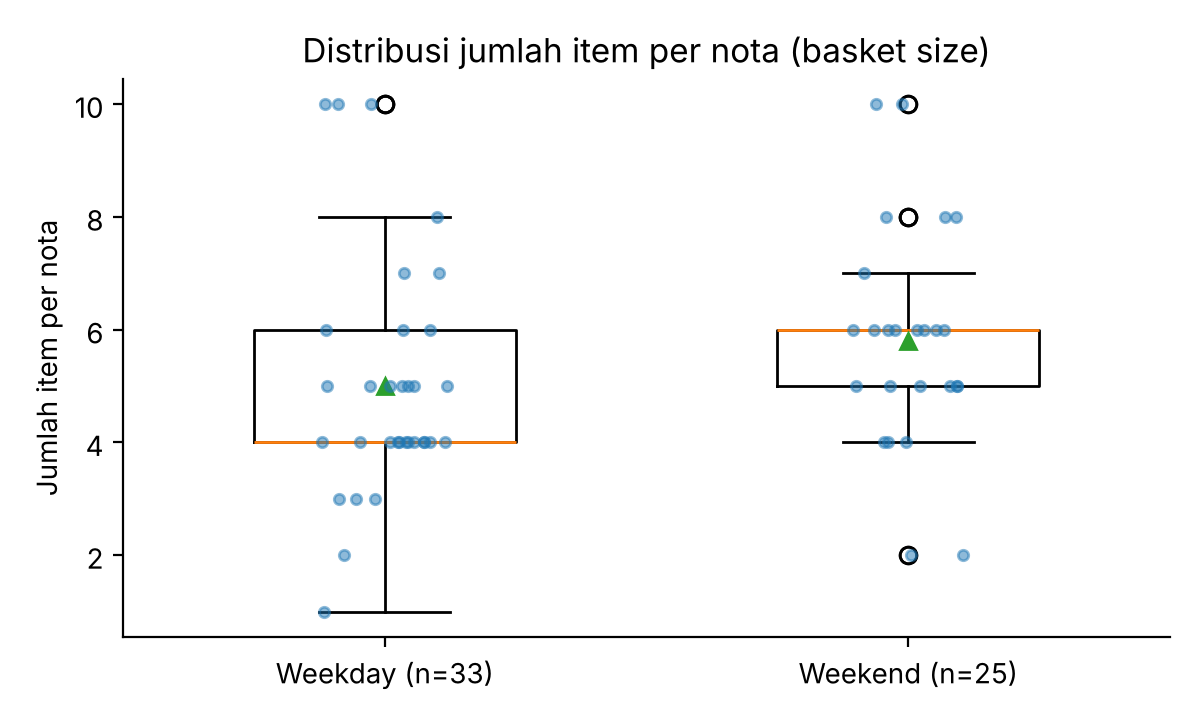 Distribusi jumlah item per nota (basket size)
Jumlah item per nota
10
8
6
4
2
Weekday (n=33)
Weekend (n=25)